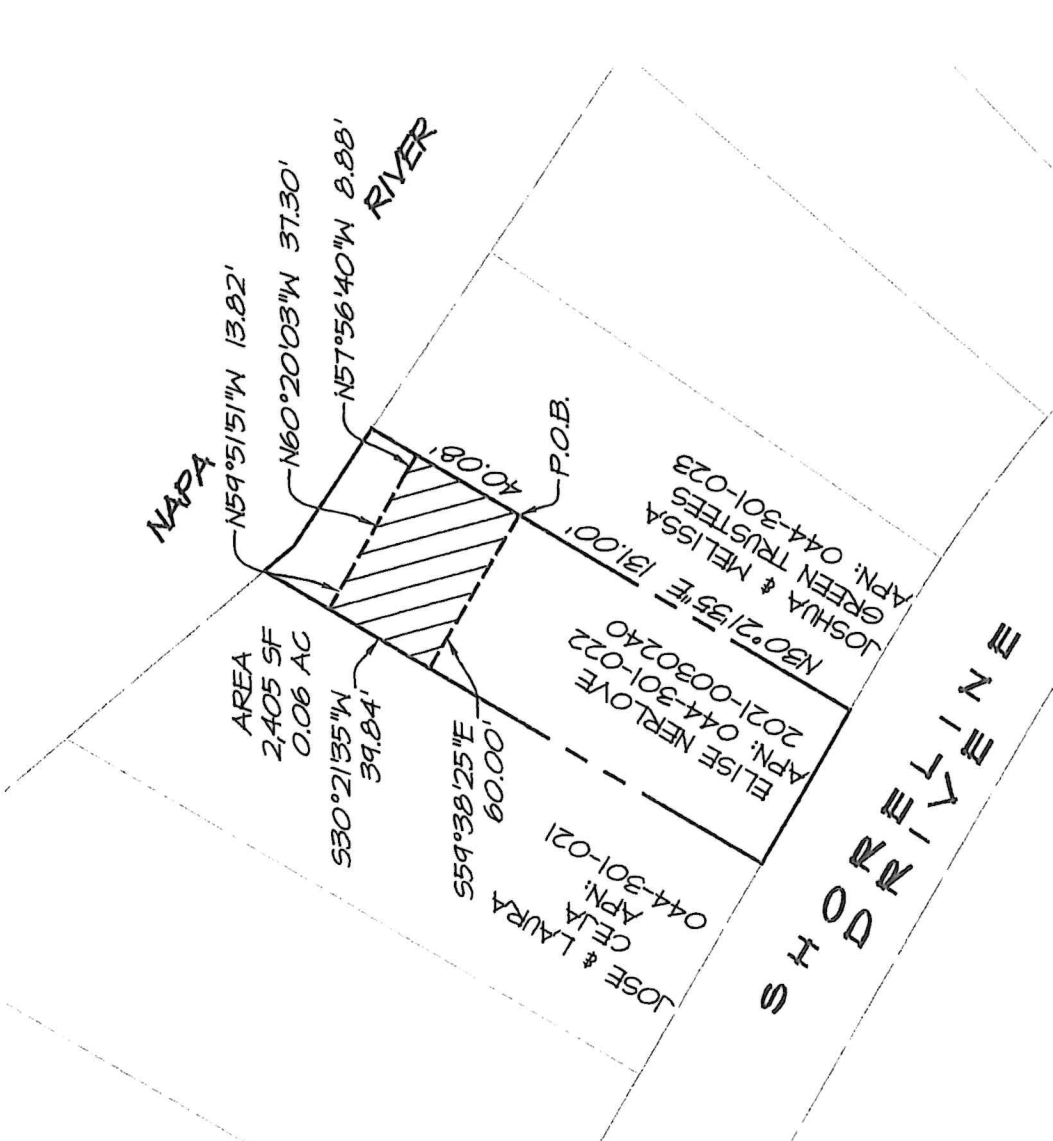 NAPA
RIVER
N59°51'51"W 13.82'
N60°20'03"W 37.30'
N57°56'40"W 8.88'
AREA
2,405 SF
0.06 AC
S30°21'35"W
39.84'
S59°38'25"E
60.00'
40.08'
P.O.B.
N30°21'35"E 131.00'
JOSE & LAURA
CEJA
APN:
044-301-021
ELISE NERLOVE
APN: 044-301-022
2021-0030240
JOSHUA & MELISSA
GREEN TRUSTEES
APN: 044-301-023
SHORELINE
DRIVE